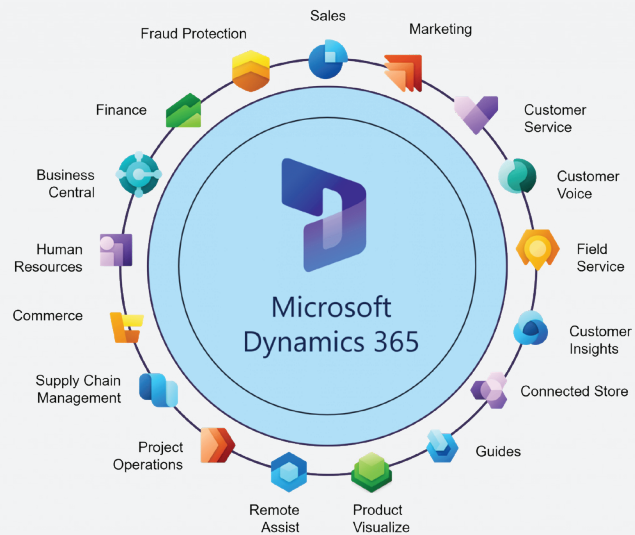 Sales
Marketing
Customer
Service
Customer
Voice
Field
Service
Customer
Insights
Connected Store
Guides
Product
Visualize
Remote
Assist
Project
Operations
Supply Chain
Management
Commerce
Human
Resources
Business
Central
Finance
Fraud Protection
Microsoft
Dynamics 365